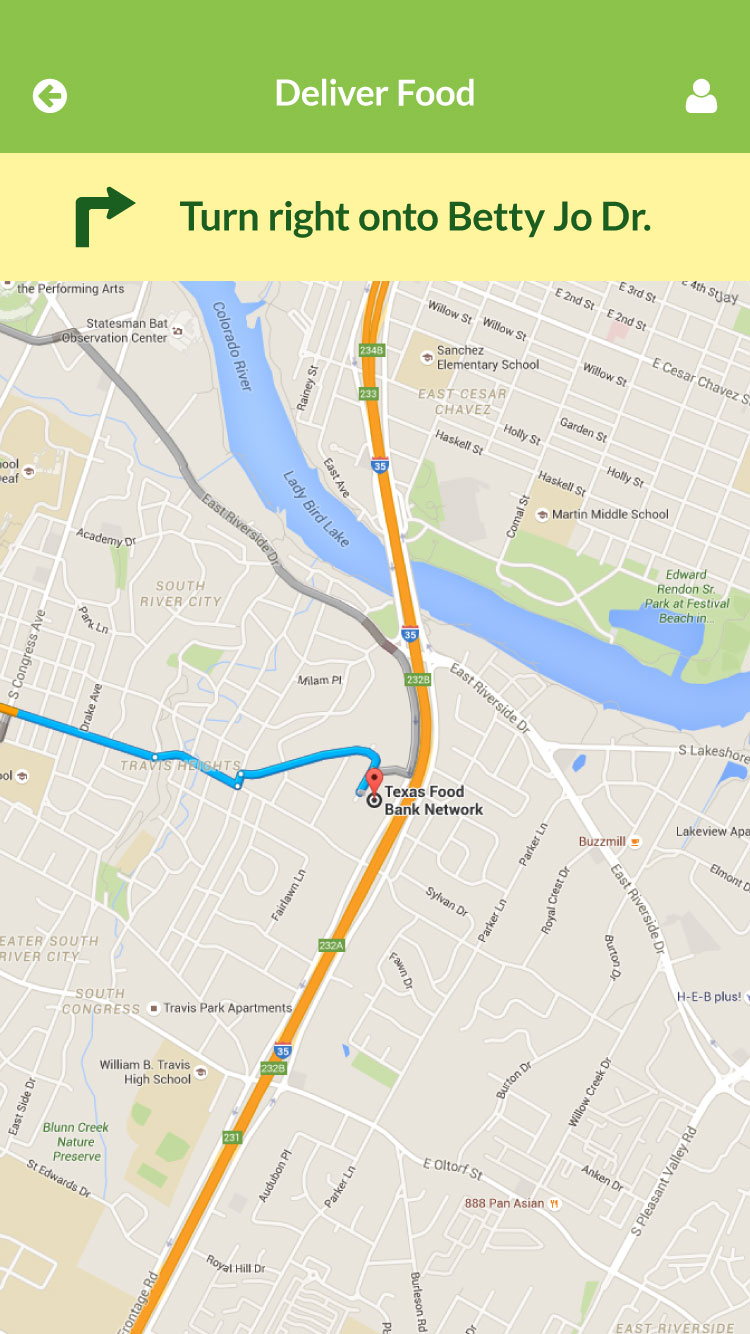 Deliver Food
Turn right onto Betty Jo Dr.
the Performing Arts
Statesman Bat
Observation Center
Colorado River
Rainey St
234B
233
Willow St
Willow St
E 2nd St
E 3rd St
E 4th St
E 2nd St
Jay
Sanchez
Elementary School
Willow St
E Cesar Chavez S
EAST CESAR
CHAVEZ
Haskell St
Holly St
Garden St
35
East Ave
Lady Bird Lake
Haskell St
Holly St
Comal St
Martin Middle School
ool
eaf
East Riverside Dr
Academy Dr
SOUTH
RIVER CITY
Edward
Rendon Sr.
Park at Festival
Beach in...
S Congress Ave
Park Ln
35
232B
Milam Pl
Drake Ave
East Riverside Dr
S Lakeshore
TRAVIS HEIGHTS
ol
Texas Food
Bank Network
Buzzmill
Lakeview Apa
Parker Ln
Royal Crest Dr
Elmont D
East Riverside Dr
Fairlawn Ln
Sylvan Dr
Parker Ln
232A
EATER SOUTH
RIVER CITY
Fawn Dr
Burton Dr
H-E-B plus!
SOUTH
CONGRESS
Travis Park Apartments
35
William B. Travis
High School
232B
Burton Dr
Willow Creek Dr
East Side Dr
Blunn Creek
Nature
Preserve
231
St Edwards Dr
Audubon Pl
Parker Ln
E Oltorf St
Anken Dr
S Pleasant Valley Rd
888 Pan Asian
Royal Hill Dr
Frontage Rd
Burleson Rd
EAST RIVERSIDE